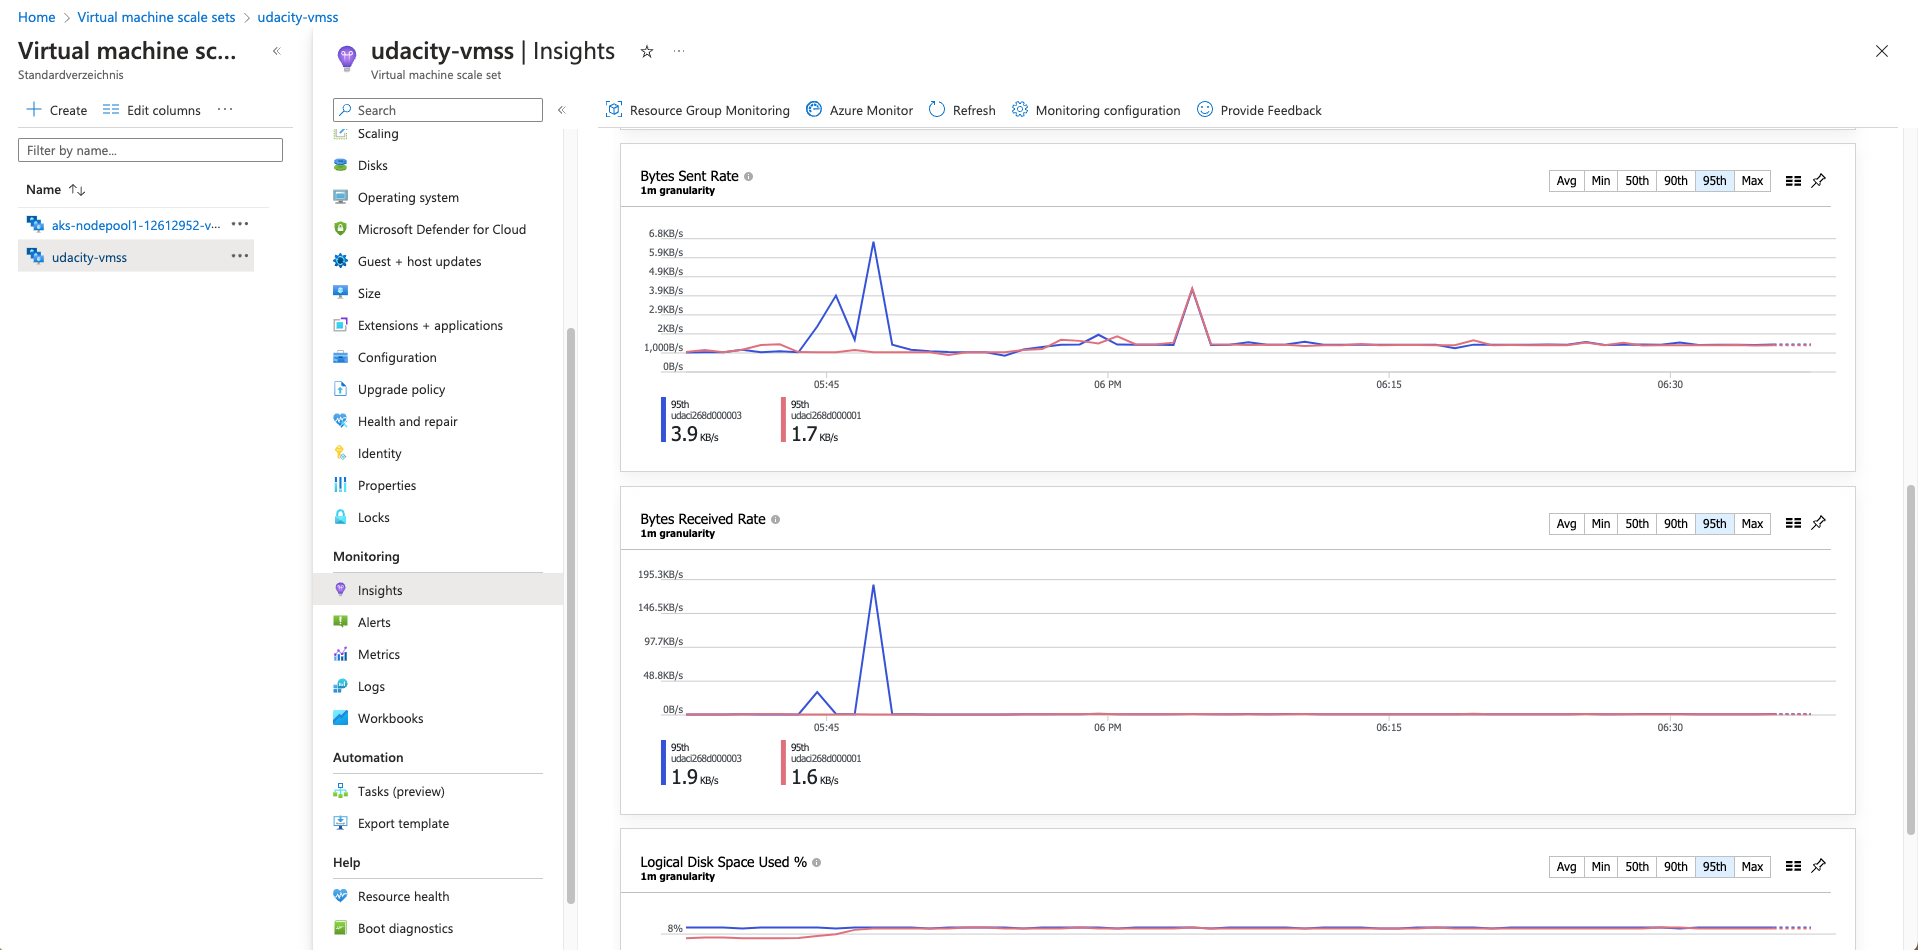 Home > Virtual machine scale sets > udacity-vmss
Virtual machine sc...
Standardverzeichnis
Create
Edit columns
Filter by name...
Name
aks-nodepool1-12612952-v...
udacity-vmss
udacity-vmss | Insights
Virtual machine scale set
Search
Scaling
Disks
Operating system
Microsoft Defender for Cloud
Guest + host updates
Size
Extensions + applications
Configuration
Upgrade policy
Health and repair
Identity
Properties
Locks
Monitoring
Insights
Alerts
Metrics
Logs
Workbooks
Automation
Tasks (preview)
Export template
Help
Resource health
Boot diagnostics
Resource Group Monitoring Azure Monitor Refresh Monitoring configuration Provide Feedback
Bytes Sent Rate
1m granularity
Avg Min 50th 90th 95th Max
6.8KB/s
5.9KB/s
4.9KB/s
3.9KB/s
2.9KB/s
2KB/s
1,000B/s
0B/s
05:45 06 PM 06:15 06:30
95th
udaci268d000003
3.9 KB/s
95th
udaci268d000001
1.7 KB/s
Bytes Received Rate
1m granularity
Avg Min 50th 90th 95th Max
195.3KB/s
146.5KB/s
97.7KB/s
48.8KB/s
0B/s
05:45 06 PM 06:15 06:30
95th
udaci268d000003
1.9 KB/s
95th
udaci268d000001
1.6 KB/s
Logical Disk Space Used %
1m granularity
Avg Min 50th 90th 95th Max
8%